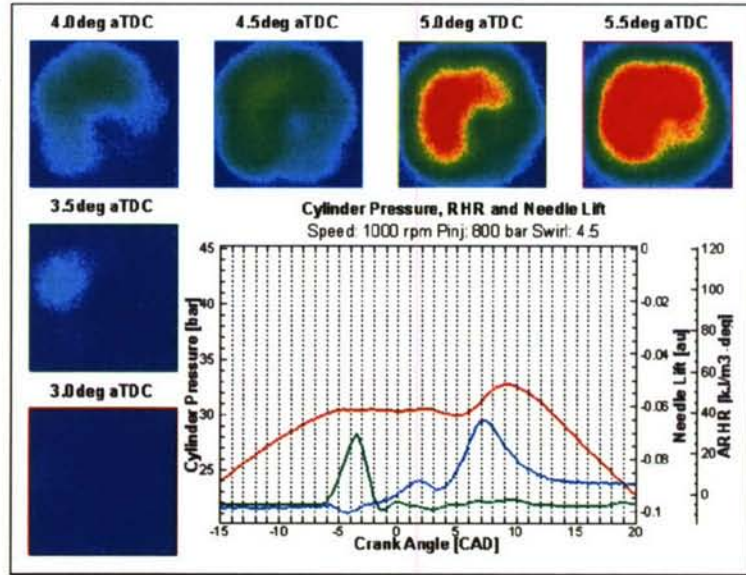 4.0deg aTDC
4.5deg aTDC
5.0deg aTDC
5.5deg aTDC
3.5deg aTDC
3.0deg aTDC
Cylinder Pressure, RHR and Needle Lift
Speed: 1000 rpm Pinj: 800 bar Swirl: 4.5
45
40
35
30
25
Cylinder Pressure [bar]
0
-0.02
-0.04
-0.06
-0.08
-0.1
Needle Lift [au]
120
100
80
60
40
20
0
ARHR [kJ/m3 -deg]
-15
-10
-5
0
5
10
15
20
Crank Angle [CAD]